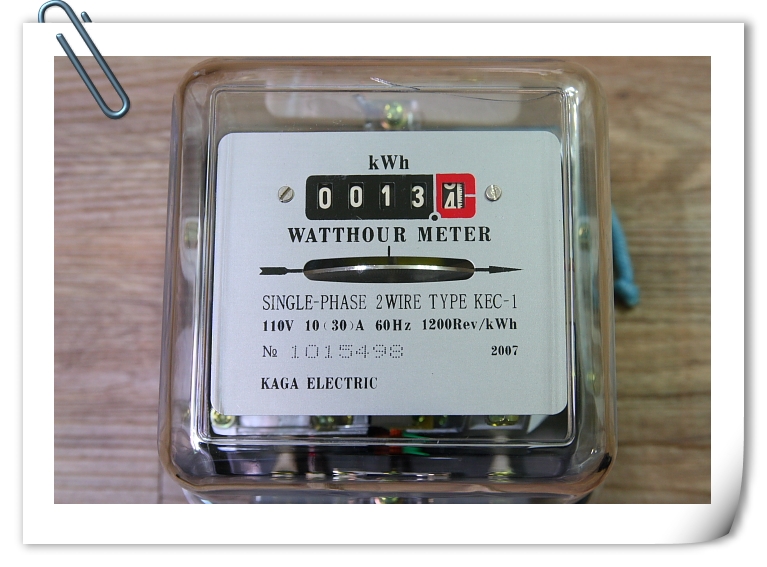 kWh
0013
WATTHOUR METER
SINGLE-PHASE 2WIRE TYPE KEC-1
110V 10(30)A 60Hz 1200Rev/kWh
№ 1015498 2007
KAGA ELECTRIC